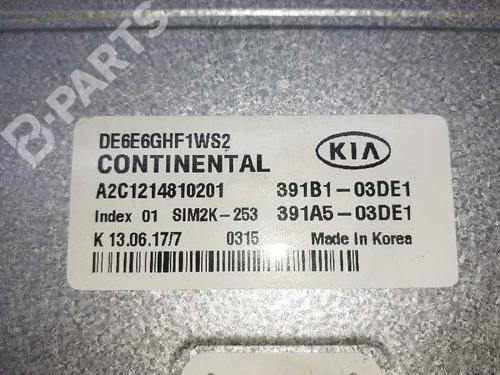 B-PARTS
DE6E6GHF1WS2
CONTINENTAL KIA
A2C1214810201 391B1-03DE1
Index 01 SIM2K-253 391A5-03DE1
K 13.06.17/7 0315 Made In Korea